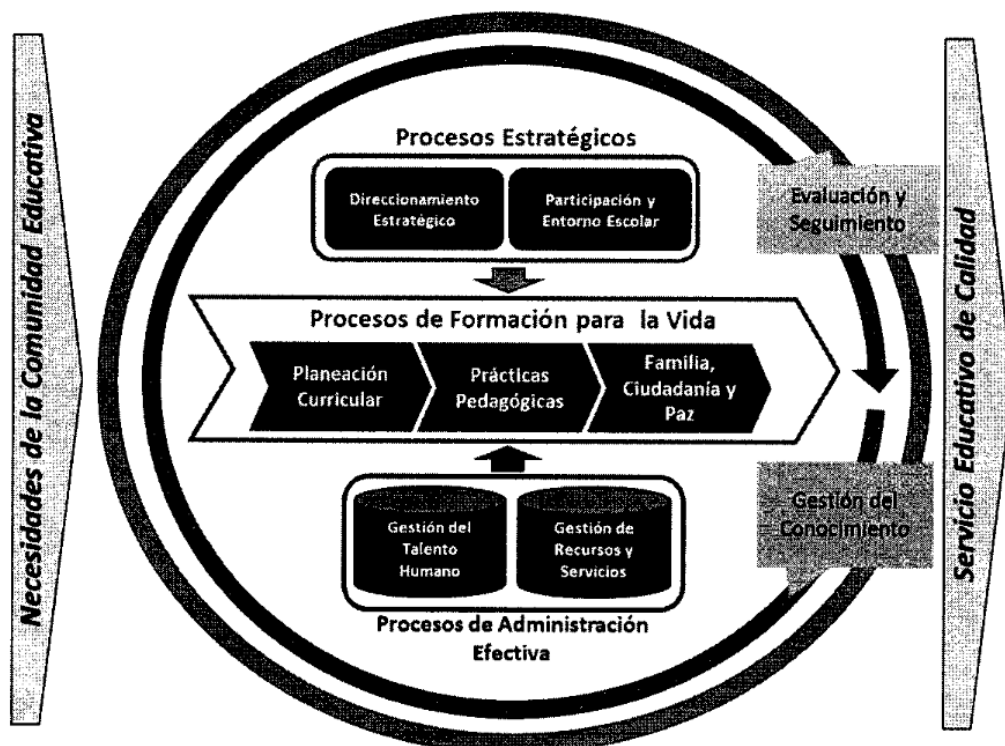 Necesidades de la Comunidad Educativa
Procesos Estratégicos
Direccionamiento
Estratégico
Participación y
Entorno Escolar
Evaluación y
Seguimiento
Procesos de Formación para la Vida
Planeación
Curricular
Prácticas
Pedagógicas
Familia,
Ciudadanía y
Paz
Gestión del
Talento
Humano
Gestión de
Recursos y
Servicios
Gestión del
Conocimiento
Procesos de Administración
Efectiva
Servicio Educativo de Calidad